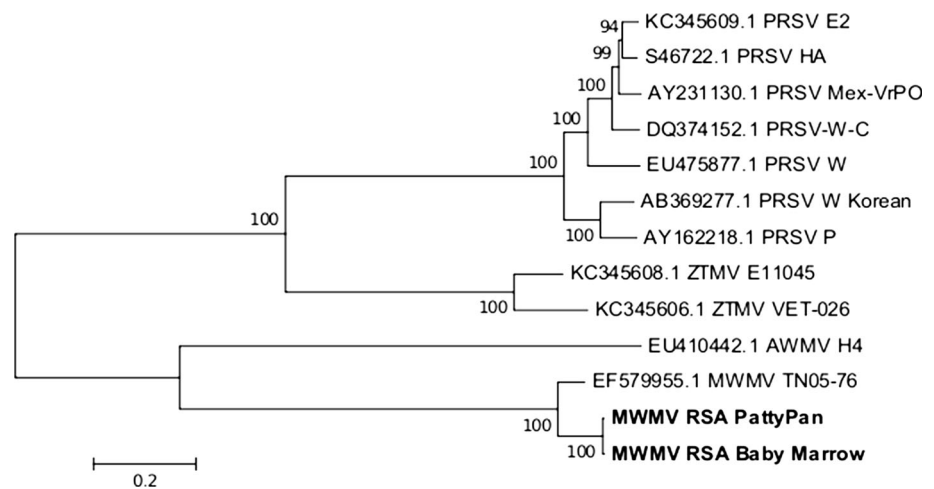 94
KC345609.1 PRSV E2
99
S46722.1 PRSV HA
100
AY231130.1 PRSV Mex-VrPO
100
DQ374152.1 PRSV-W-C
100
EU475877.1 PRSV W
AB369277.1 PRSV W Korean
100
AY162218.1 PRSV P
100
KC345608.1 ZTMV E11045
100
KC345606.1 ZTMV VET-026
EU410442.1 AWMV H4
EF579955.1 MWMV TN05-76
100
MWMV RSA PattyPan
100
MWMV RSA Baby Marrow
0.2